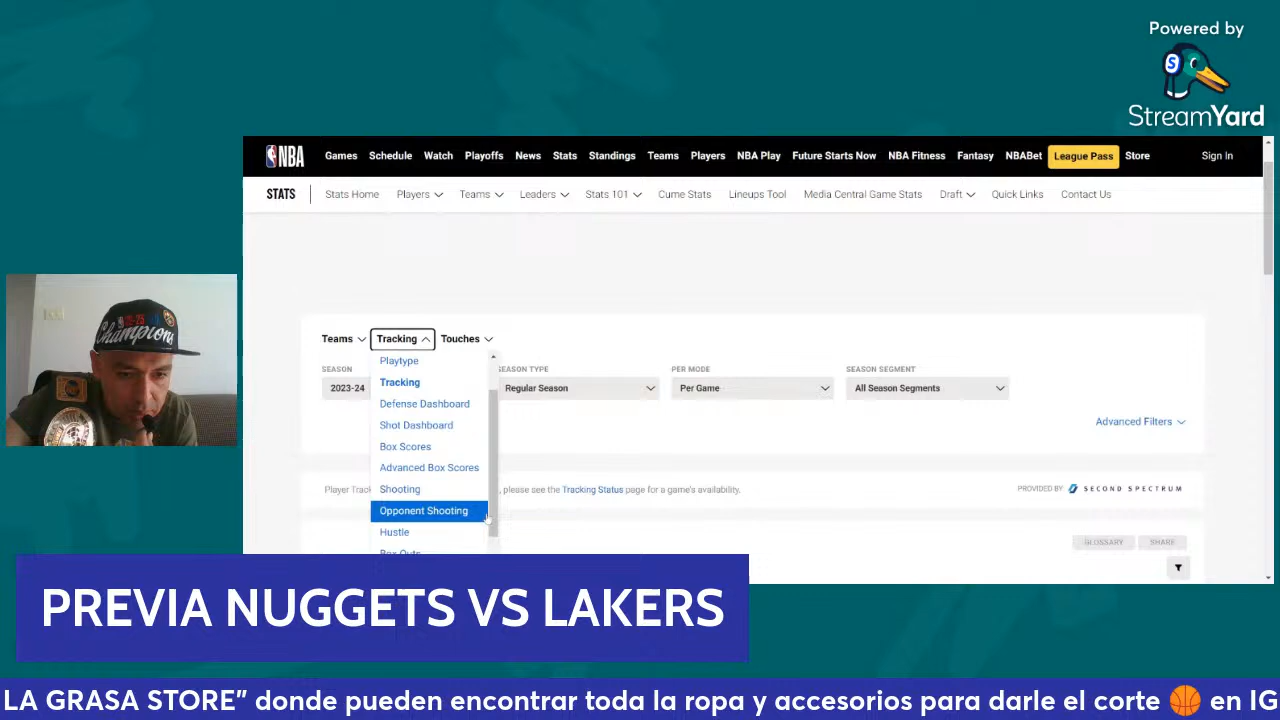 Powered by
StreamYard
NBA
Games Schedule Watch Playoffs News Stats Standings Teams Players NBA Play Future Starts Now NBA Fitness Fantasy NBABet League Pass Store Sign In
STATS Stats Home Players Teams Leaders Stats 101 Cume Stats Lineups Tool Media Central Game Stats Draft Quick Links Contact Us
Teams Tracking Touches
Playtype
SEASON SEASON TYPE PER MODE SEASON SEGMENT
Tracking
2023-24 Regular Season Per Game All Season Segments
Defense Dashboard
Advanced Filters
Shot Dashboard
Box Scores
Advanced Box Scores
Shooting
Player Track , please see the Tracking Status page for a game's availability. PROVIDED BY SECOND SPECTRUM
Opponent Shooting
Hustle
GLOSSARY SHARE
Box Outs
Champions
PREVIA NUGGETS VS LAKERS
LA GRASA STORE" donde pueden encontrar toda la ropa y accesorios para darle el corte 🏀 en IG